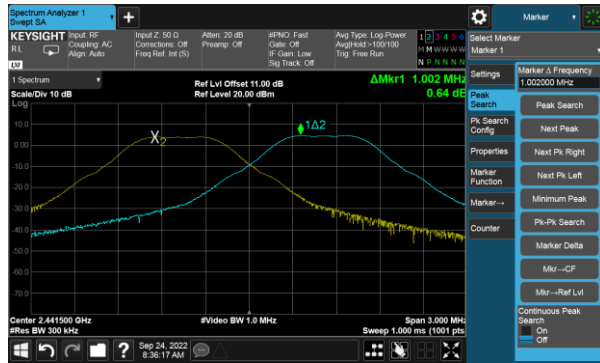 Spectrum Analyzer 1
Swept SA
+
Marker
KEYSIGHT
Input: RF
Coupling: AC
Align: Auto
Input Z: 50 Ω
Corrections: Off
Freq Ref: Int (S)
Atten: 20 dB
Preamp: Off
#PNO: Fast
Gate: Off
IF Gain: Low
Sig Track: Off
Avg Type: Log-Power
Avg|Hold:>100/100
Trig: Free Run
1 2 3 4 5 6
M M W W W W
N P N N N N
RL
LXI
Select Marker
Marker 1
1 Spectrum
Scale/Div 10 dB
Ref Lvl Offset 11.00 dB
Ref Level 20.00 dBm
ΔMkr1 1.002 MHz
0.64 dB
Log
10.0
0.00
-10.0
-20.0
-30.0
-40.0
-50.0
-60.0
-70.0
X2
1Δ2
Center 2.441500 GHz
#Res BW 300 kHz
#Video BW 1.0 MHz
Span 3.000 MHz
Sweep 1.000 ms (1001 pts)
Settings
Peak Search
Pk Search Config
Properties
Marker Function
Marker→
Counter
Marker Δ Frequency
1.002000 MHz
Peak Search
Next Peak
Next Pk Right
Next Pk Left
Minimum Peak
Pk-Pk Search
Marker Delta
Mkr→CF
Mkr→Ref Lvl
Continuous Peak Search
On
Off
?
Sep 24, 2022
8:36:17 AM